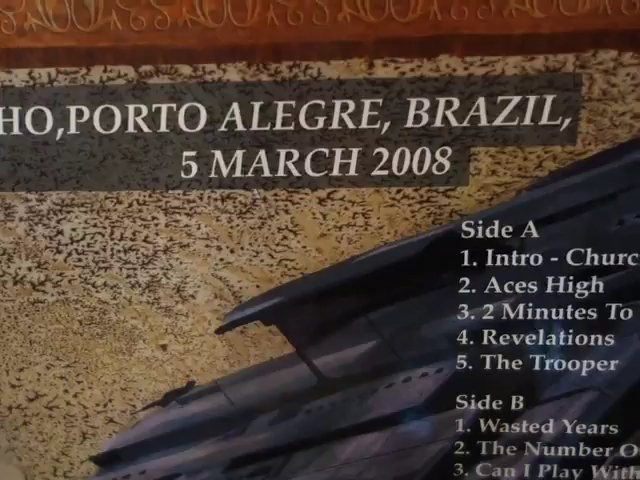 HO,PORTO ALEGRE, BRAZIL,
5 MARCH 2008
Side A
1. Intro - Churc
2. Aces High
3. 2 Minutes To
4. Revelations
5. The Trooper
Side B
1. Wasted Years
2. The Number O
3. Can I Play With